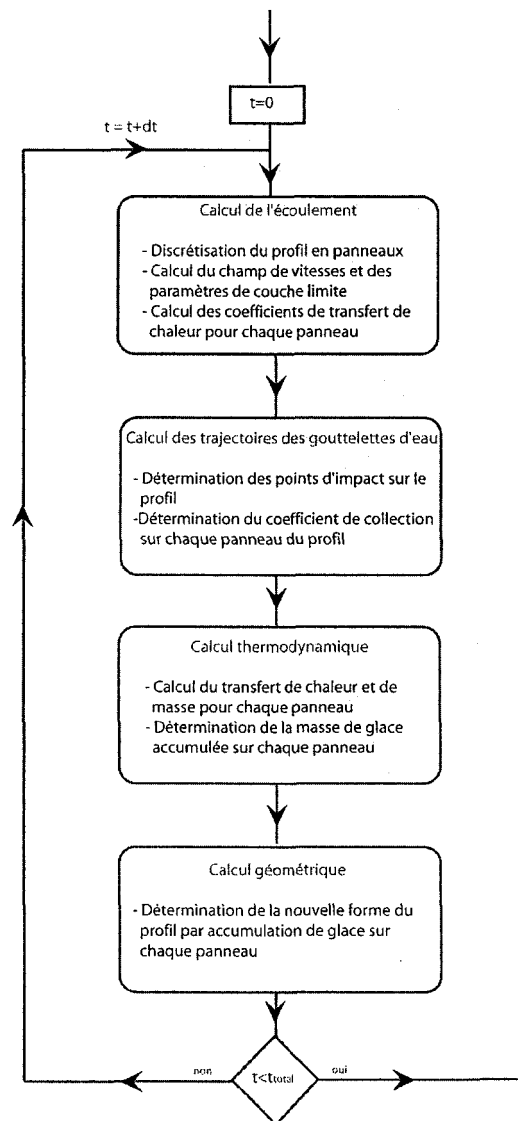 t=0
t = t+dt
Calcul de l'écoulement
- Discrétisation du profil en panneaux
- Calcul du champ de vitesses et des
paramètres de couche limite
- Calcul des coefficients de transfert de
chaleur pour chaque panneau
Calcul des trajectoires des gouttelettes d'eau
- Détermination des points d'impact sur le
profil
-Détermination du coefficient de collection
sur chaque panneau du profil
Calcul thermodynamique
- Calcul du transfert de chaleur et de
masse pour chaque panneau
- Détermination de la masse de glace
accumulée sur chaque panneau
Calcul géométrique
- Détermination de la nouvelle forme du
profil par accumulation de glace sur
chaque panneau
non
t<ttotal
oui